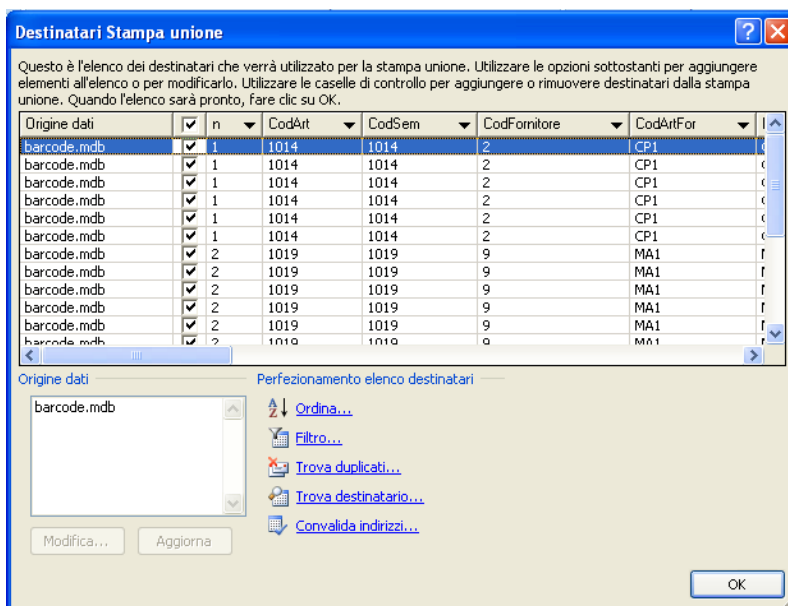 Destinatari Stampa unione
Questo è l'elenco dei destinatari che verrà utilizzato per la stampa unione. Utilizzare le opzioni sottostanti per aggiungere
elementi all'elenco o per modificarlo. Utilizzare le caselle di controllo per aggiungere o rimuovere destinatari dalla stampa
unione. Quando l'elenco sarà pronto, fare clic su OK.
Origine dati n CodArt CodSem CodFornitore CodArtFor
barcode.mdb 1 1014 1014 2 CP1
barcode.mdb 1 1014 1014 2 CP1
barcode.mdb 1 1014 1014 2 CP1
barcode.mdb 1 1014 1014 2 CP1
barcode.mdb 1 1014 1014 2 CP1
barcode.mdb 1 1014 1014 2 CP1
barcode.mdb 2 1019 1019 9 MA1
barcode.mdb 2 1019 1019 9 MA1
barcode.mdb 2 1019 1019 9 MA1
barcode.mdb 2 1019 1019 9 MA1
barcode.mdb 2 1019 1019 9 MA1
barcode.mdb 2 1019 1019 9 MA1
Origine dati
barcode.mdb
Modifica... Aggiorna
Perfezionamento elenco destinatari
Ordina...
Filtro...
Trova duplicati...
Trova destinatario...
Convalida indirizzi...
OK